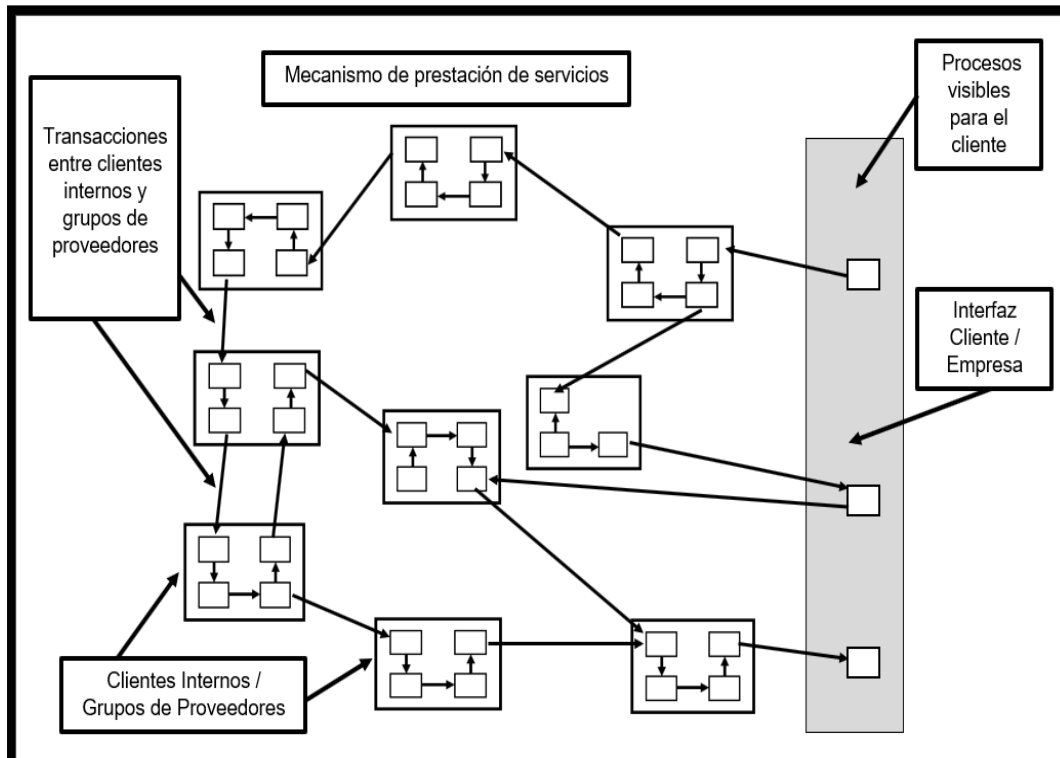 Mecanismo de prestación de servicios
Procesos
visibles
para el
cliente
Transacciones
entre clientes
internos y
grupos de
proveedores
Interfaz
Cliente /
Empresa
Clientes Internos /
Grupos de Proveedores